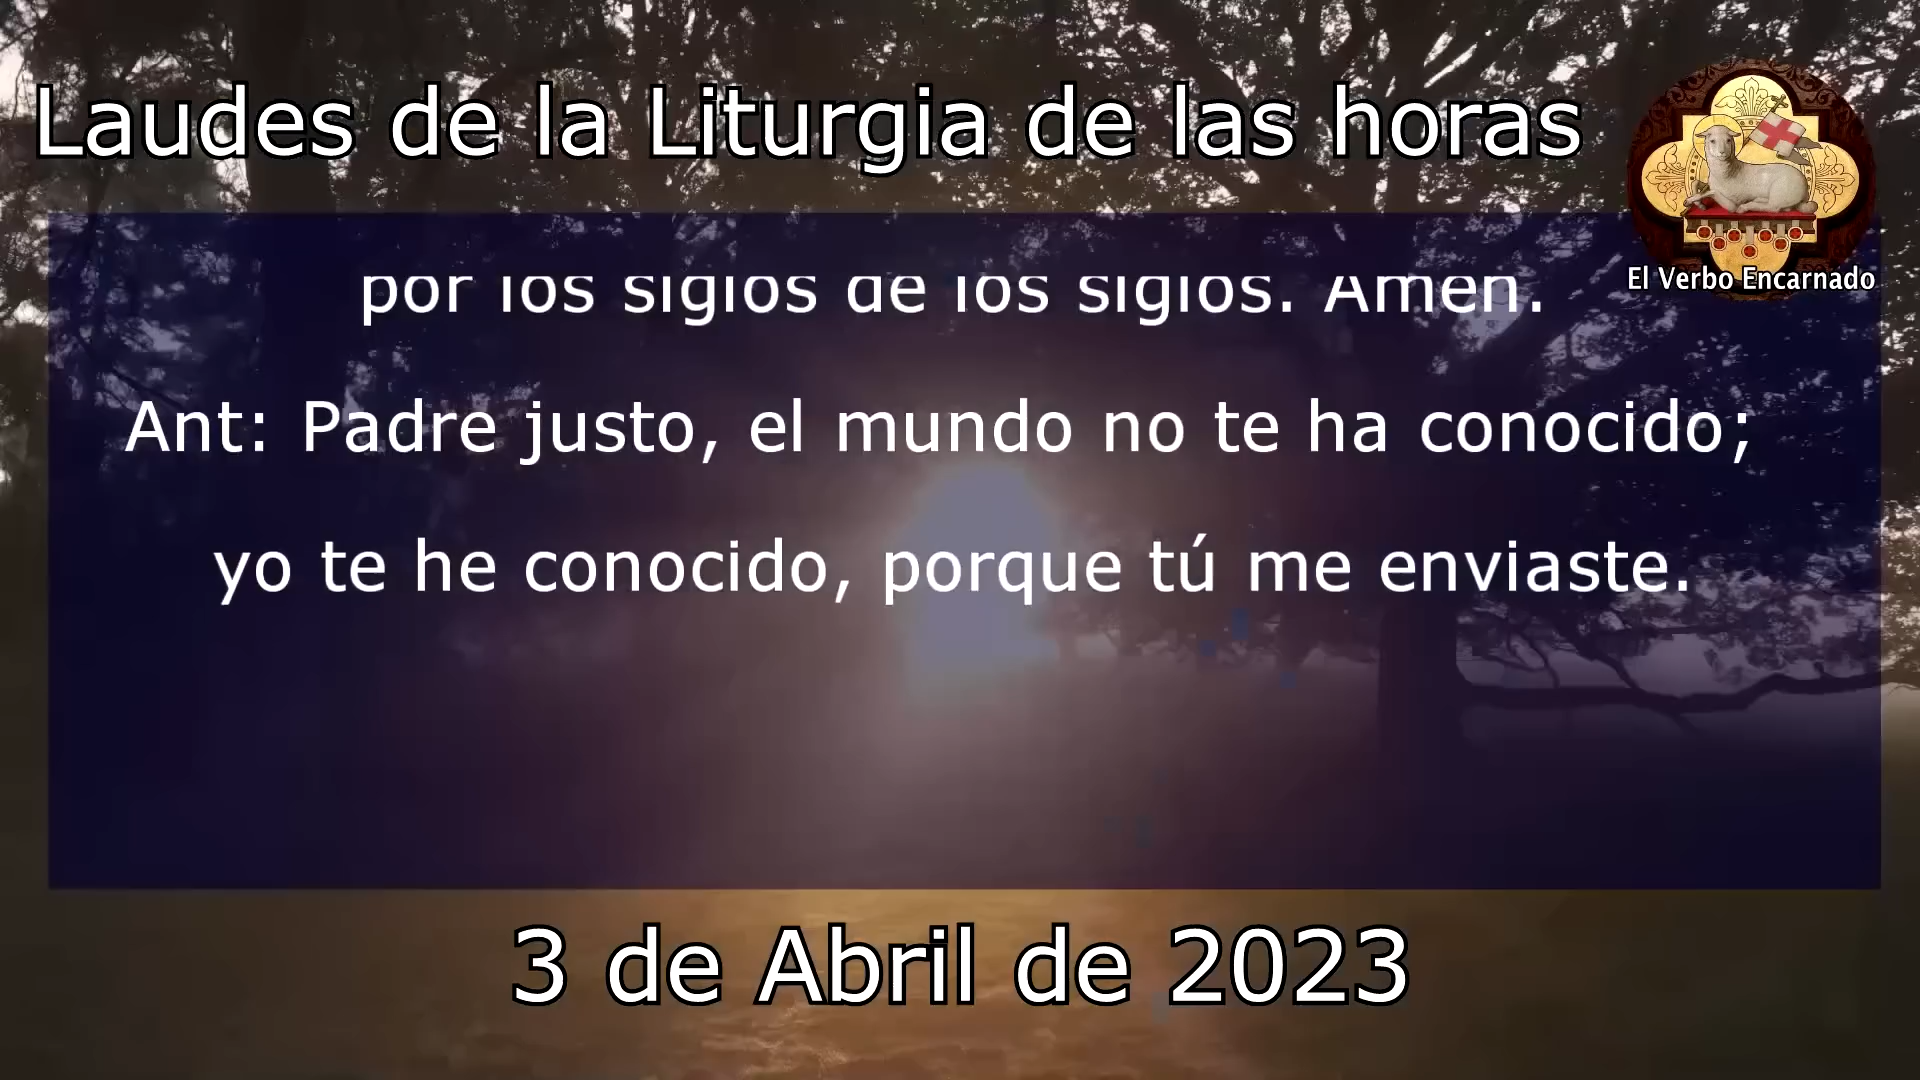 Laudes de la Liturgia de las horas
El Verbo Encarnado
por los siglos de los siglos. Amén.
Ant: Padre justo, el mundo no te ha conocido;
yo te he conocido, porque tú me enviaste.
3 de Abril de 2023